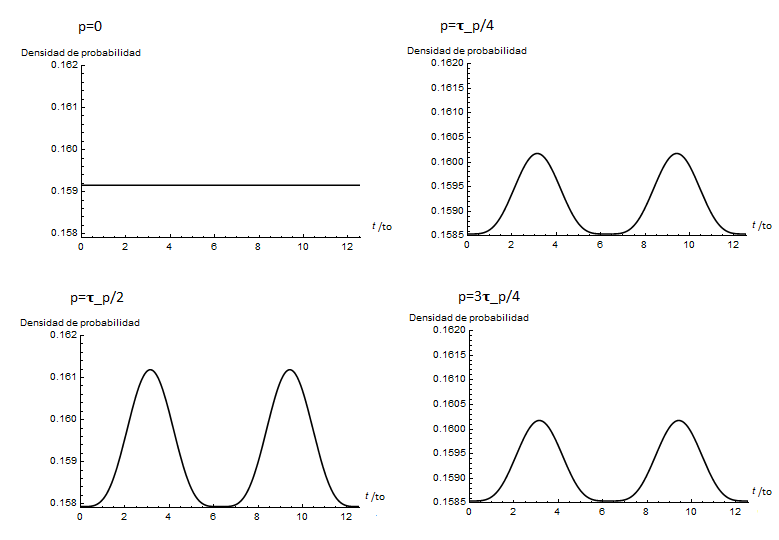 p=0
Densidad de probabilidad
0.162
0.161
0.160
0.159
0.158
0 2 4 6 8 10 12
t /to
p=τ_p/4
Densidad de probabilidad
0.1620
0.1615
0.1610
0.1605
0.1600
0.1595
0.1590
0.1585
0 2 4 6 8 10 12
t /to
p=τ_p/2
Densidad de probabilidad
0.162
0.161
0.160
0.159
0.158
0 2 4 6 8 10 12
t /to
p=3τ_p/4
Densidad de probabilidad
0.1620
0.1615
0.1610
0.1605
0.1600
0.1595
0.1590
0.1585
0 2 4 6 8 10 12
t /to